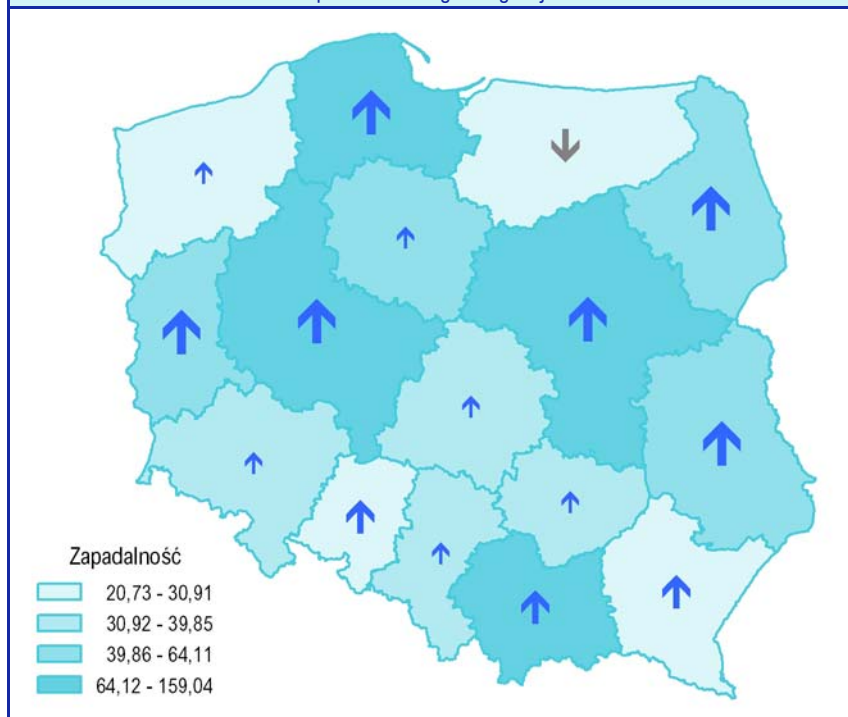 Zapadalność
20,73 - 30,91
30,92 - 39,85
39,86 - 64,11
64,12 - 159,04